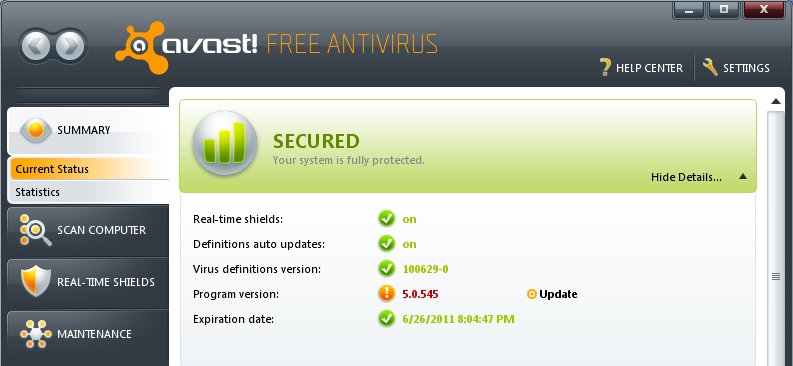 avast! FREE ANTIVIRUS
HELP CENTER
SETTINGS
SUMMARY
Current Status
Statistics
SCAN COMPUTER
REAL-TIME SHIELDS
MAINTENANCE
SECURED
Your system is fully protected.
Hide Details...
Real-time shields: on
Definitions auto updates: on
Virus definitions version: 100629-0
Program version: 5.0.545 Update
Expiration date: 6/26/2011 8:04:47 PM